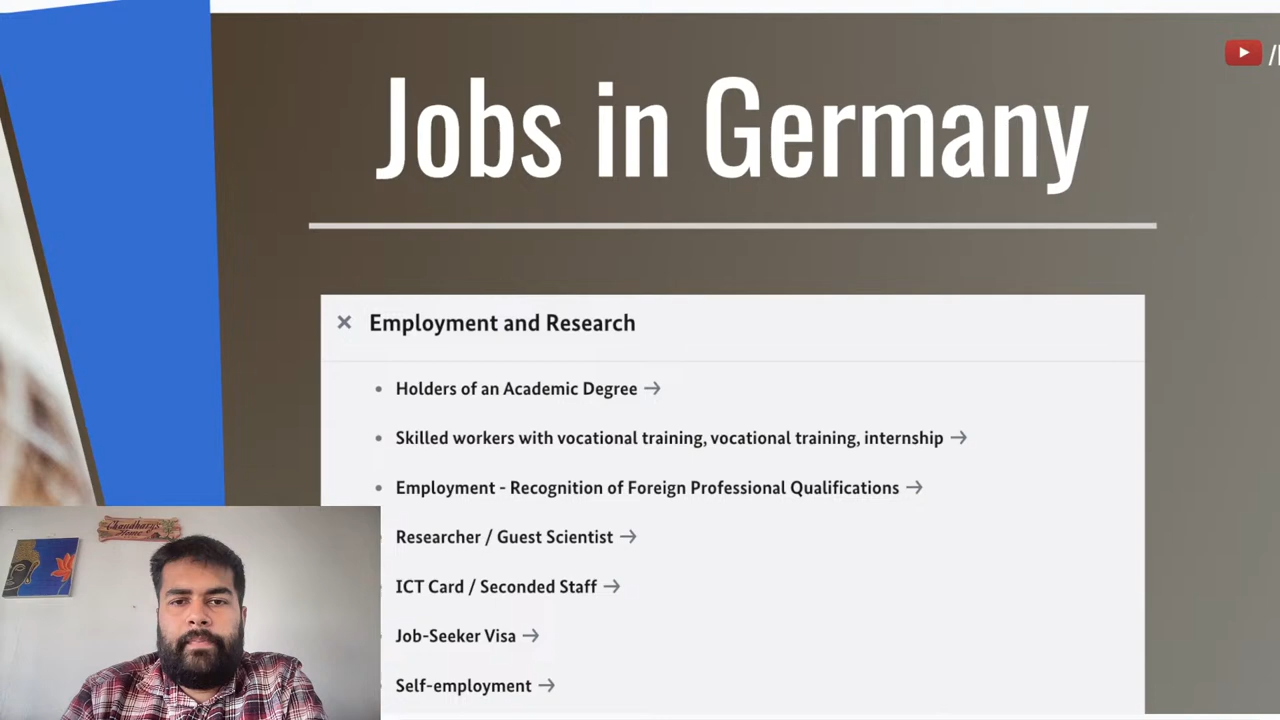 Jobs in Germany
Employment and Research
Holders of an Academic Degree →
Skilled workers with vocational training, vocational training, internship →
Employment - Recognition of Foreign Professional Qualifications →
Researcher / Guest Scientist →
ICT Card / Seconded Staff →
Job-Seeker Visa →
Self-employment →
Home